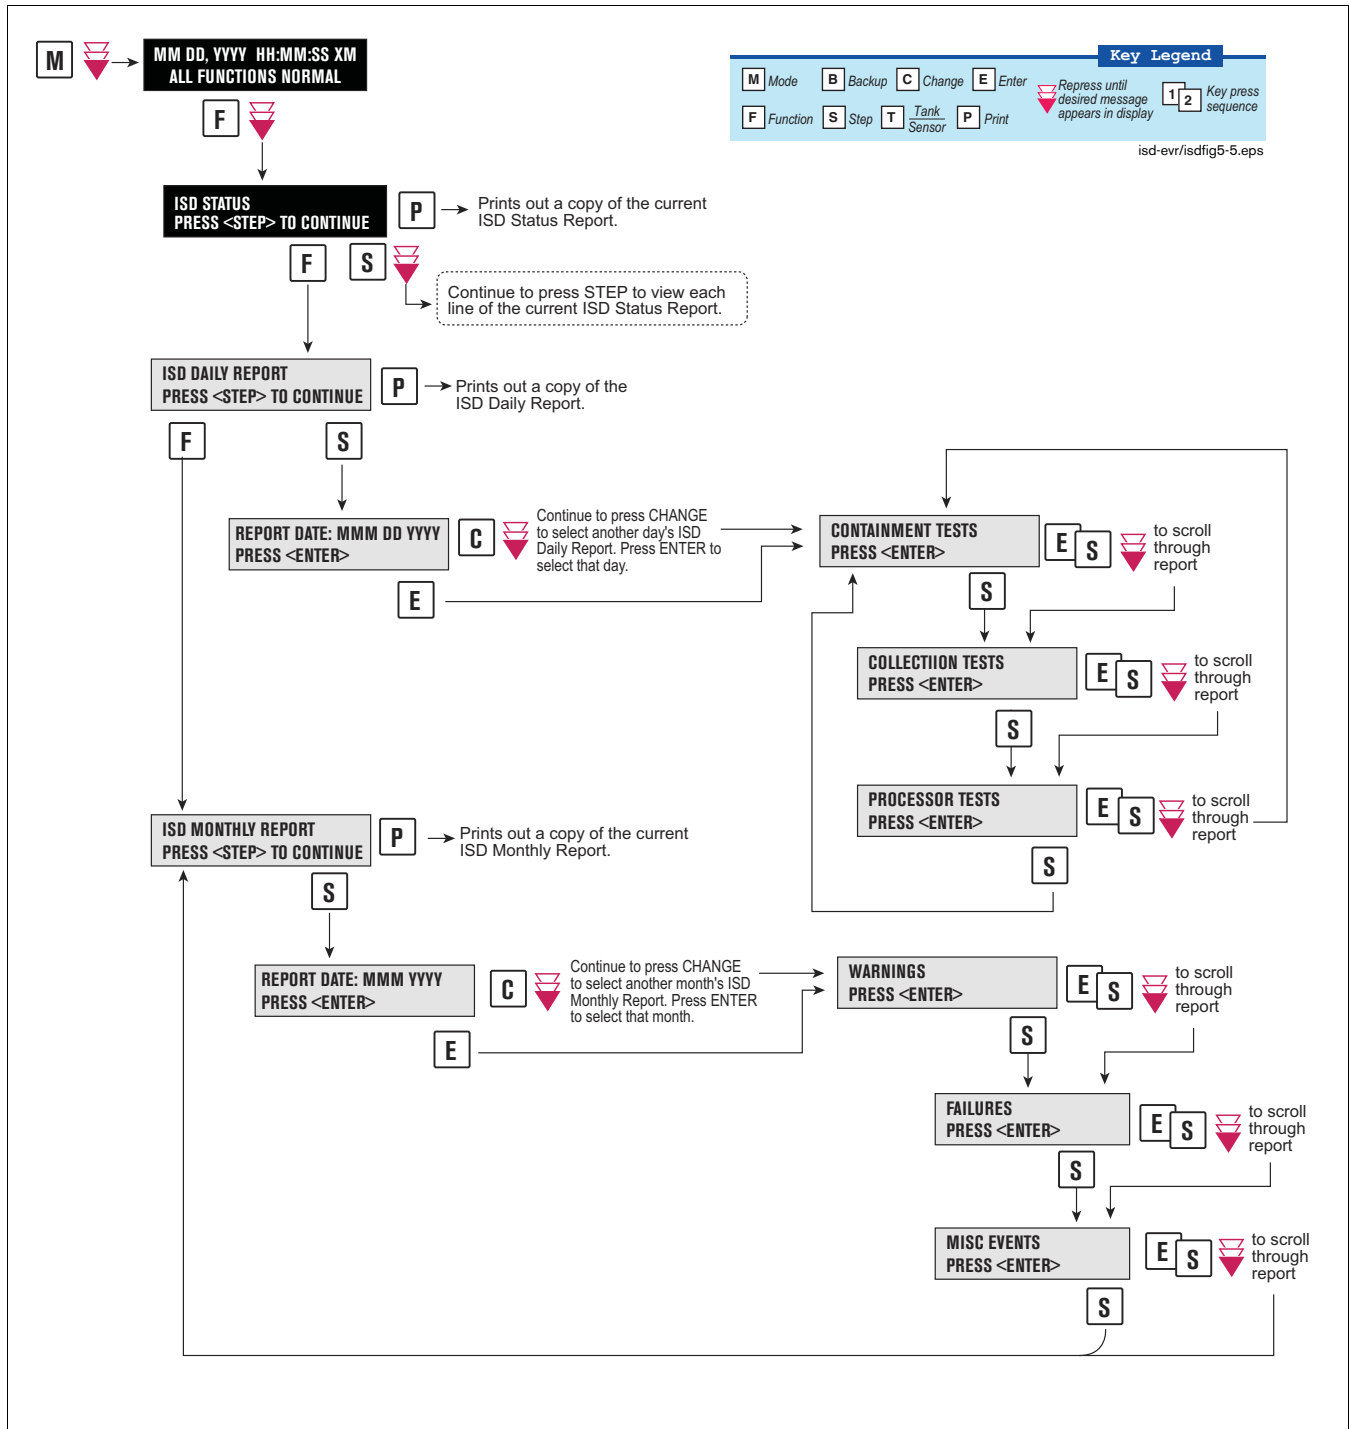 M
MM DD, YYYY HH:MM:SS XM
ALL FUNCTIONS NORMAL
Key Legend
M Mode
B Backup
C Change
E Enter
Repress until
desired message
appears in display
1 2
Key press
sequence
F Function
S Step
T Tank
Sensor
P Print
isd-evr/isdfig5-5.eps
F
ISD STATUS
PRESS <STEP> TO CONTINUE
P
Prints out a copy of the current
ISD Status Report.
F
S
Continue to press STEP to view each
line of the current ISD Status Report.
ISD DAILY REPORT
PRESS <STEP> TO CONTINUE
P
Prints out a copy of the
ISD Daily Report.
F
S
REPORT DATE: MMM DD YYYY
PRESS <ENTER>
C
Continue to press CHANGE
to select another day's ISD
Daily Report. Press ENTER to
select that day.
E
CONTAINMENT TESTS
PRESS <ENTER>
E S
to scroll
through
report
S
COLLECTIION TESTS
PRESS <ENTER>
E S
to scroll
through
report
S
PROCESSOR TESTS
PRESS <ENTER>
E S
to scroll
through
report
S
ISD MONTHLY REPORT
PRESS <STEP> TO CONTINUE
P
Prints out a copy of the current
ISD Monthly Report.
S
REPORT DATE: MMM YYYY
PRESS <ENTER>
C
Continue to press CHANGE
to select another month's ISD
Monthly Report. Press ENTER
to select that month.
E
WARNINGS
PRESS <ENTER>
E S
to scroll
through
report
S
FAILURES
PRESS <ENTER>
E S
to scroll
through
report
S
MISC EVENTS
PRESS <ENTER>
E S
to scroll
through
report
S